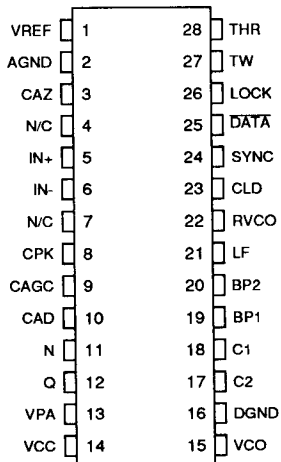 VREF 1 28 THR
AGND 2 27 TW
CAZ 3 26 LOCK
N/C 4 25 DATA
IN+ 5 24 SYNC
IN- 6 23 CLD
N/C 7 22 RVCO
CPK 8 21 LF
CAGC 9 20 BP2
CAD 10 19 BP1
N 11 18 C1
Q 12 17 C2
VPA 13 16 DGND
VCC 14 15 VCO